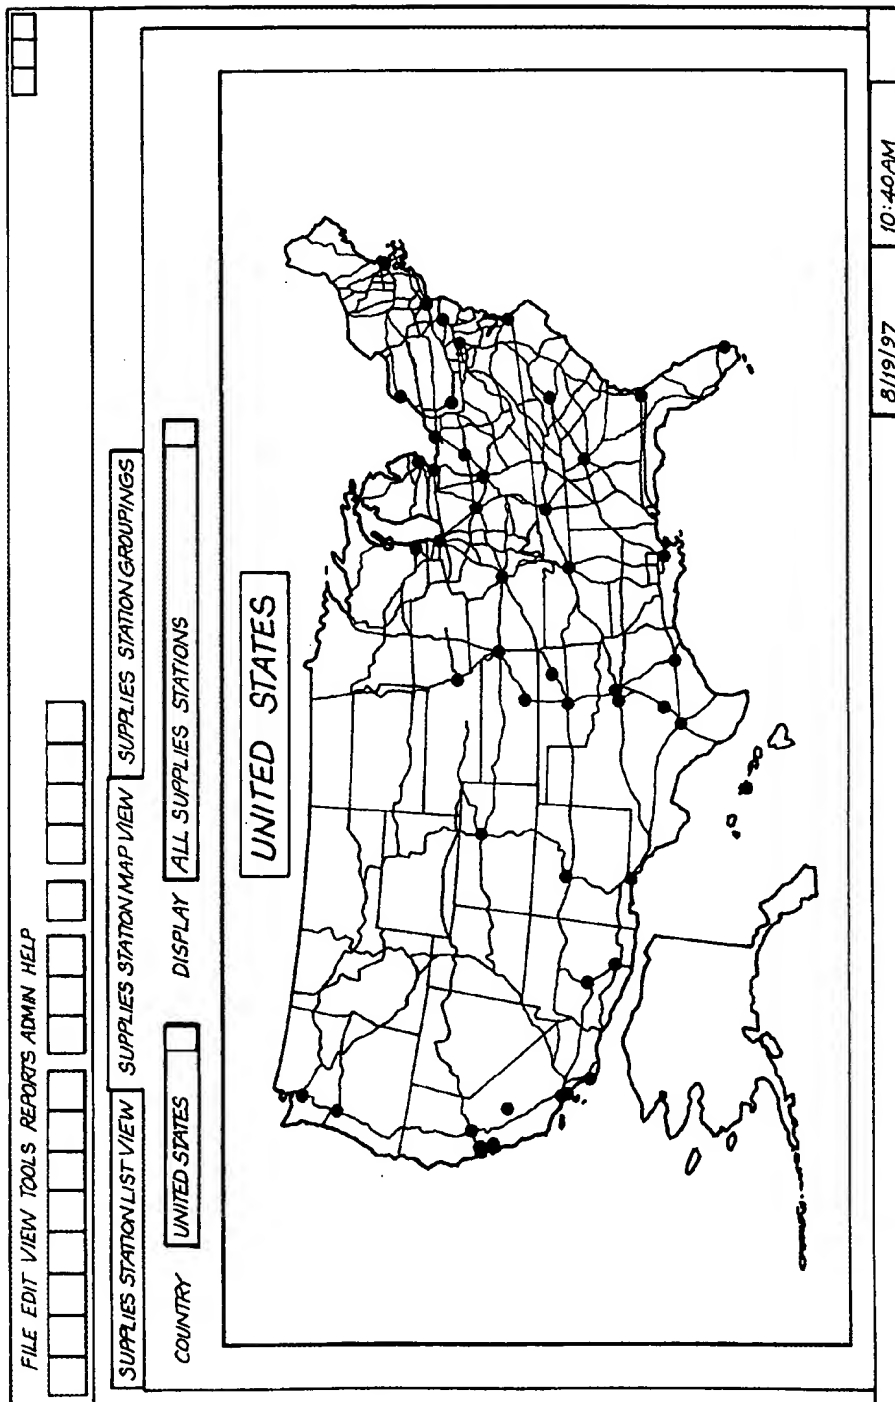 FILE EDIT VIEW TOOLS REPORTS ADMIN HELP
SUPPLIES STATION LIST VIEW SUPPLIES STATION MAP VIEW SUPPLIES STATION GROUPINGS
COUNTRY UNITED STATES DISPLAY ALL SUPPLIES STATIONS
UNITED STATES
8/19/97 10:40AM